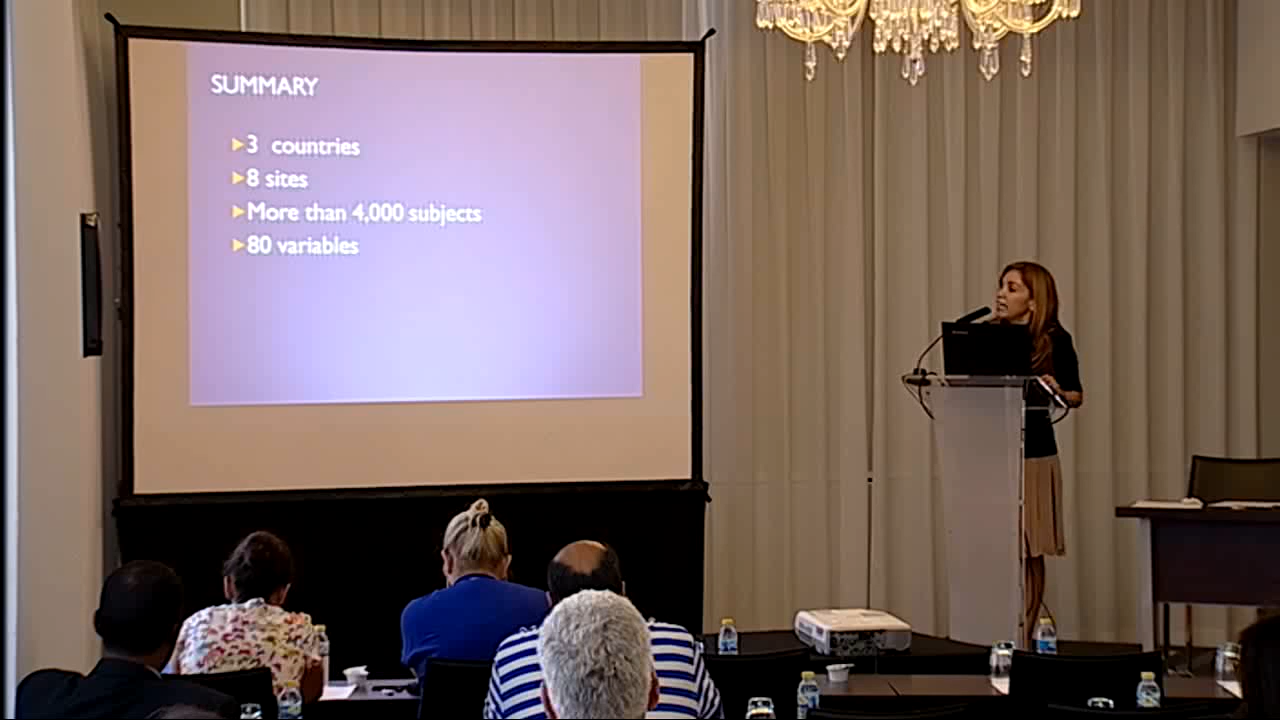 SUMMARY
3 countries
8 sites
More than 4,000 subjects
80 variables